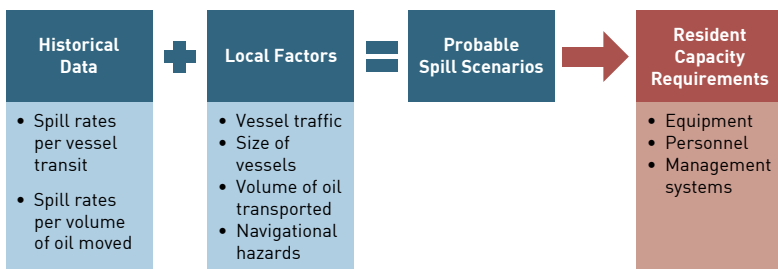 Historical
Data
Local Factors
Probable
Spill Scenarios
Resident
Capacity
Requirements
• Spill rates
per vessel
transit
• Spill rates
per volume
of oil moved
• Vessel traffic
• Size of
vessels
• Volume of oil
transported
• Navigational
hazards
• Equipment
• Personnel
• Management
systems